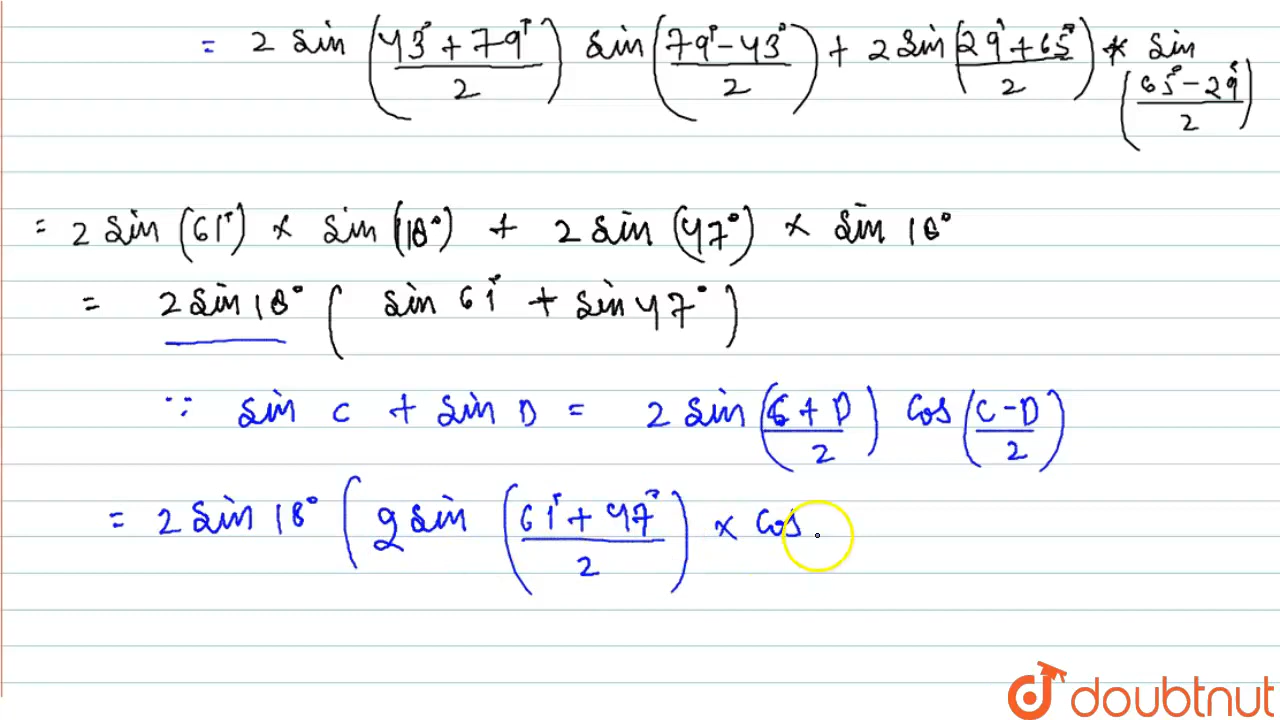 = 2 sin ((43° + 79°)/2) sin ((79° - 43°)/2) + 2 sin ((29° + 65°)/2) × sin ((65° - 29°)/2)
= 2 sin (61°) × sin (18°) + 2 sin (47°) × sin 18°
= 2 sin 18° ( sin 61° + sin 47° )
∵ sin C + sin D = 2 sin ((C + D)/2) cos ((C - D)/2)
= 2 sin 18° ( 2 sin ((61° + 47°)/2) × cos
doubtnut